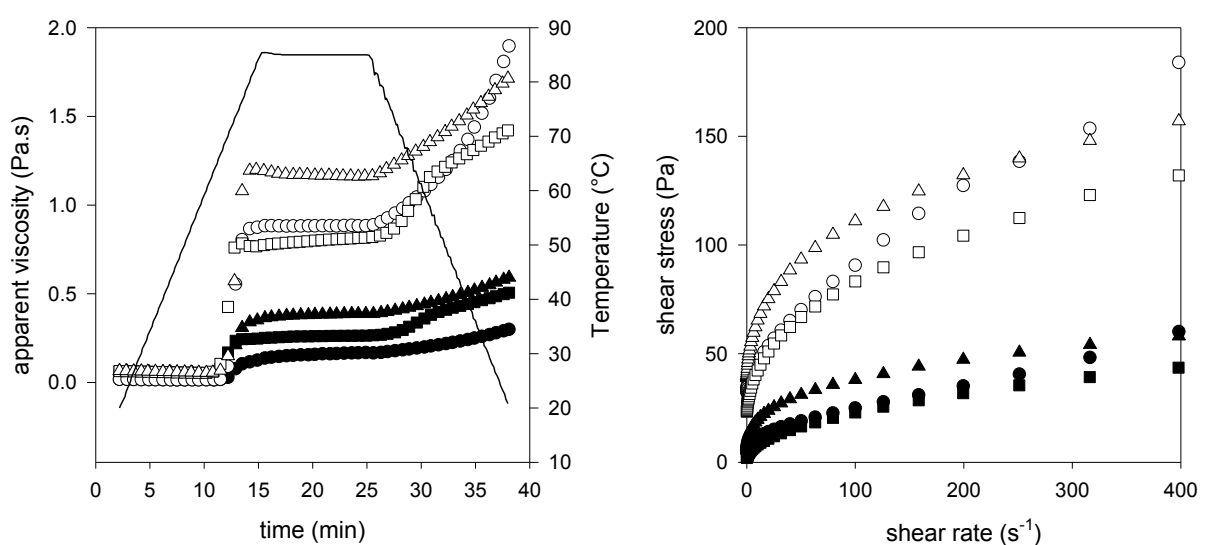 apparent viscosity (Pa.s)
2.0
1.5
1.0
0.5
0.0
0 5 10 15 20 25 30 35 40
time (min)
90
80
70
60
50
40
30
20
10
Temperature (°C)
shear stress (Pa)
200
150
100
50
0
0 100 200 300 400
shear rate (s⁻¹)